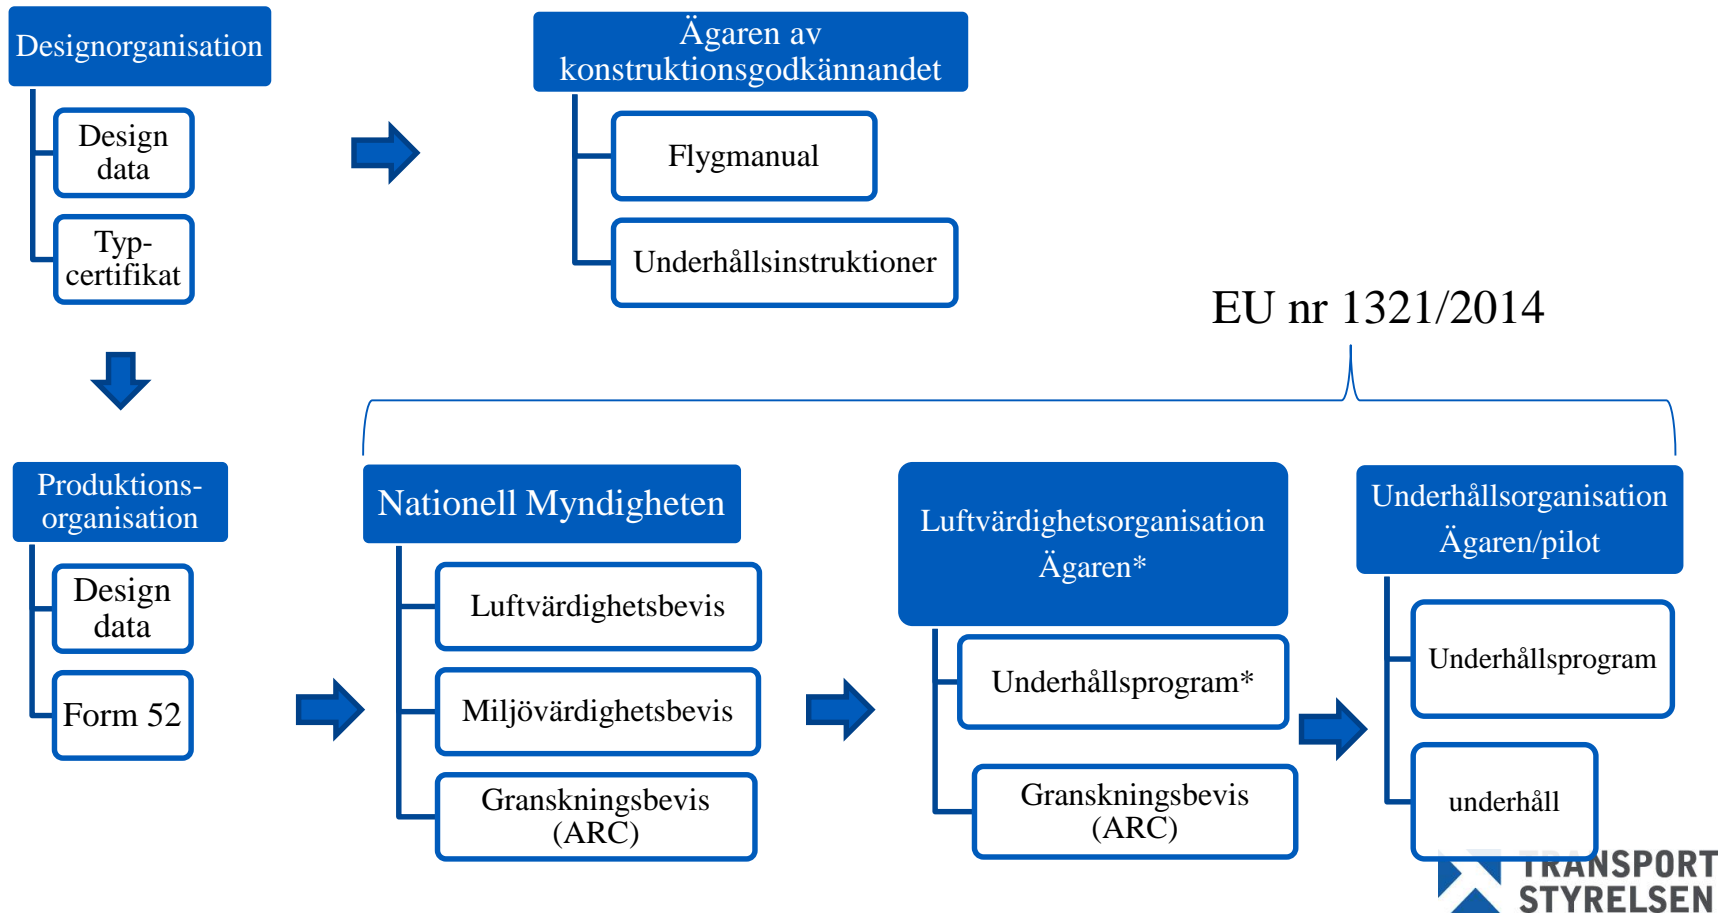 Designorganisation
Design
data
Typ-
certifikat
Ägaren av
konstruktionsgodkännandet
Flygmanual
Underhållsinstruktioner
EU nr 1321/2014
Produktions-
organisation
Design
data
Form 52
Nationell Myndigheten
Luftvärdighetsbevis
Miljövärdighetsbevis
Granskningsbevis
(ARC)
Luftvärdighetsorganisation
Ägaren*
Underhållsprogram*
Granskningsbevis
(ARC)
Underhållsorganisation
Ägaren/pilot
Underhållsprogram
underhåll
TRANSPORT
STYRELSEN